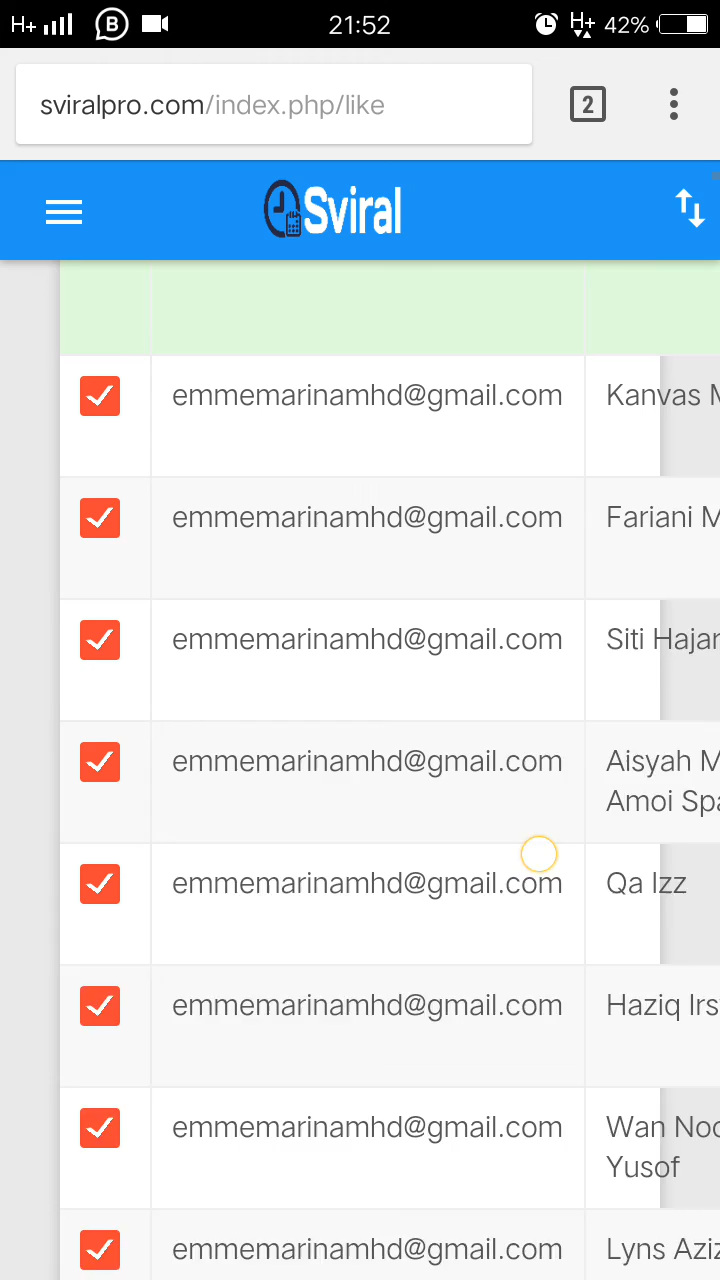 H+ B 21:52 H+ 42%
sviralpro.com/index.php/like 2
Sviral
emmemarinamhd@gmail.com Kanvas
emmemarinamhd@gmail.com Fariani
emmemarinamhd@gmail.com Siti Hajar
emmemarinamhd@gmail.com Aisyah
Amoi
emmemarinamhd@gmail.com Qa Izz
emmemarinamhd@gmail.com Haziq
emmemarinamhd@gmail.com Wan
Yusof
emmemarinamhd@gmail.com Lyns